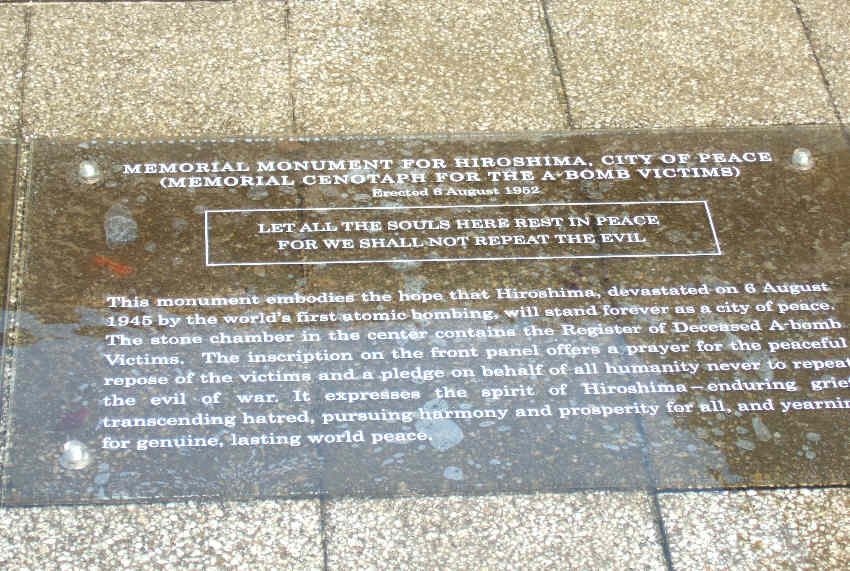 MEMORIAL MONUMENT FOR HIROSHIMA, CITY OF PEACE
(MEMORIAL CENOTAPH FOR THE A-BOMB VICTIMS)
Erected 6 August 1952
LET ALL THE SOULS HERE REST IN PEACE
FOR WE SHALL NOT REPEAT THE EVIL
This monument embodies the hope that Hiroshima, devastated on 6 August
1945 by the world's first atomic bombing, will stand forever as a city of peace.
The stone chamber in the center contains the Register of Deceased A-bomb
Victims. The inscription on the front panel offers a prayer for the peaceful
repose of the victims and a pledge on behalf of all humanity never to repeat
the evil of war. It expresses the spirit of Hiroshima – enduring grief
transcending hatred, pursuing harmony and prosperity for all, and yearnin
for genuine, lasting world peace.